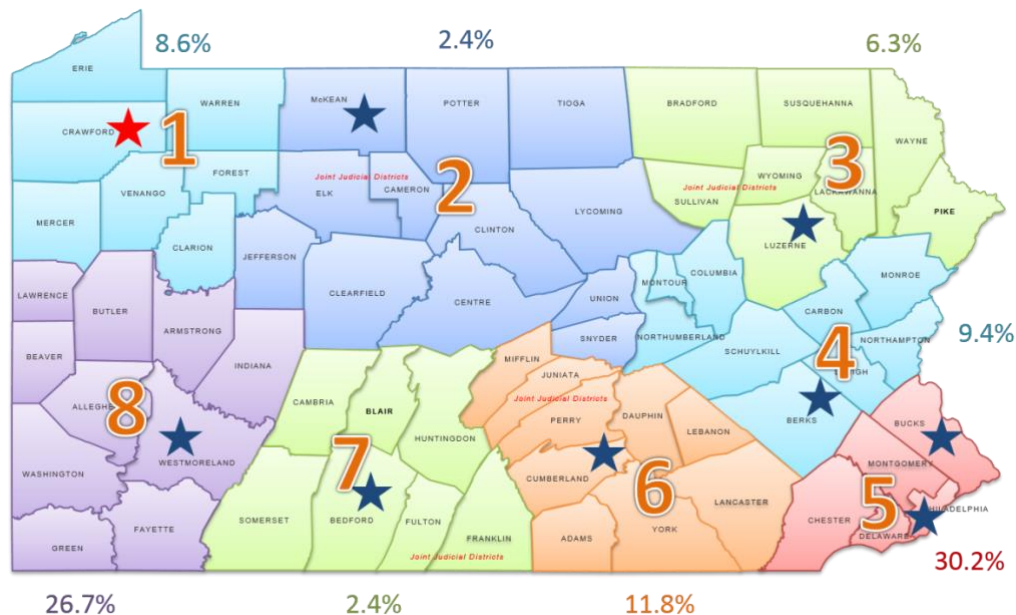 8.6%
2.4%
6.3%
ERIE
WARREN
McKEAN
POTTER
TIOGA
BRADFORD
SUSQUEHANNA
CRAWFORD
1
WAYNE
FOREST
VENANGO
Joint Judicial Districts
ELK
CAMERON
2
WYOMING
3
LACKAWANNA
Joint Judicial Districts
SULLIVAN
PIKE
MERCER
CLARION
LYCOMING
CLINTON
LUZERNE
JEFFERSON
COLUMBIA
MONTOUR
MONROE
LAWRENCE
BUTLER
CLEARFIELD
CENTRE
UNION
CARBON
ARMSTRONG
SNYDER
NORTHUMBERLAND
NORTHAMPTON
9.4%
BEAVER
INDIANA
MIFFLIN
SCHUYLKILL
4
JUNIATA
8
CAMBRIA
BLAIR
Joint Judicial Districts
PERRY
DAUPHIN
LEBANON
BERKS
BUCKS
HUNTINGDON
7
WESTMORELAND
WASHINGTON
CUMBERLAND
6
MONTGOMERY
5
LANCASTER
PHILADELPHIA
SOMERSET
BEDFORD
FULTON
CHESTER
FAYETTE
GREEN
FRANKLIN
ADAMS
YORK
DELAWARE
Joint Judicial Districts
30.2%
26.7%
2.4%
11.8%